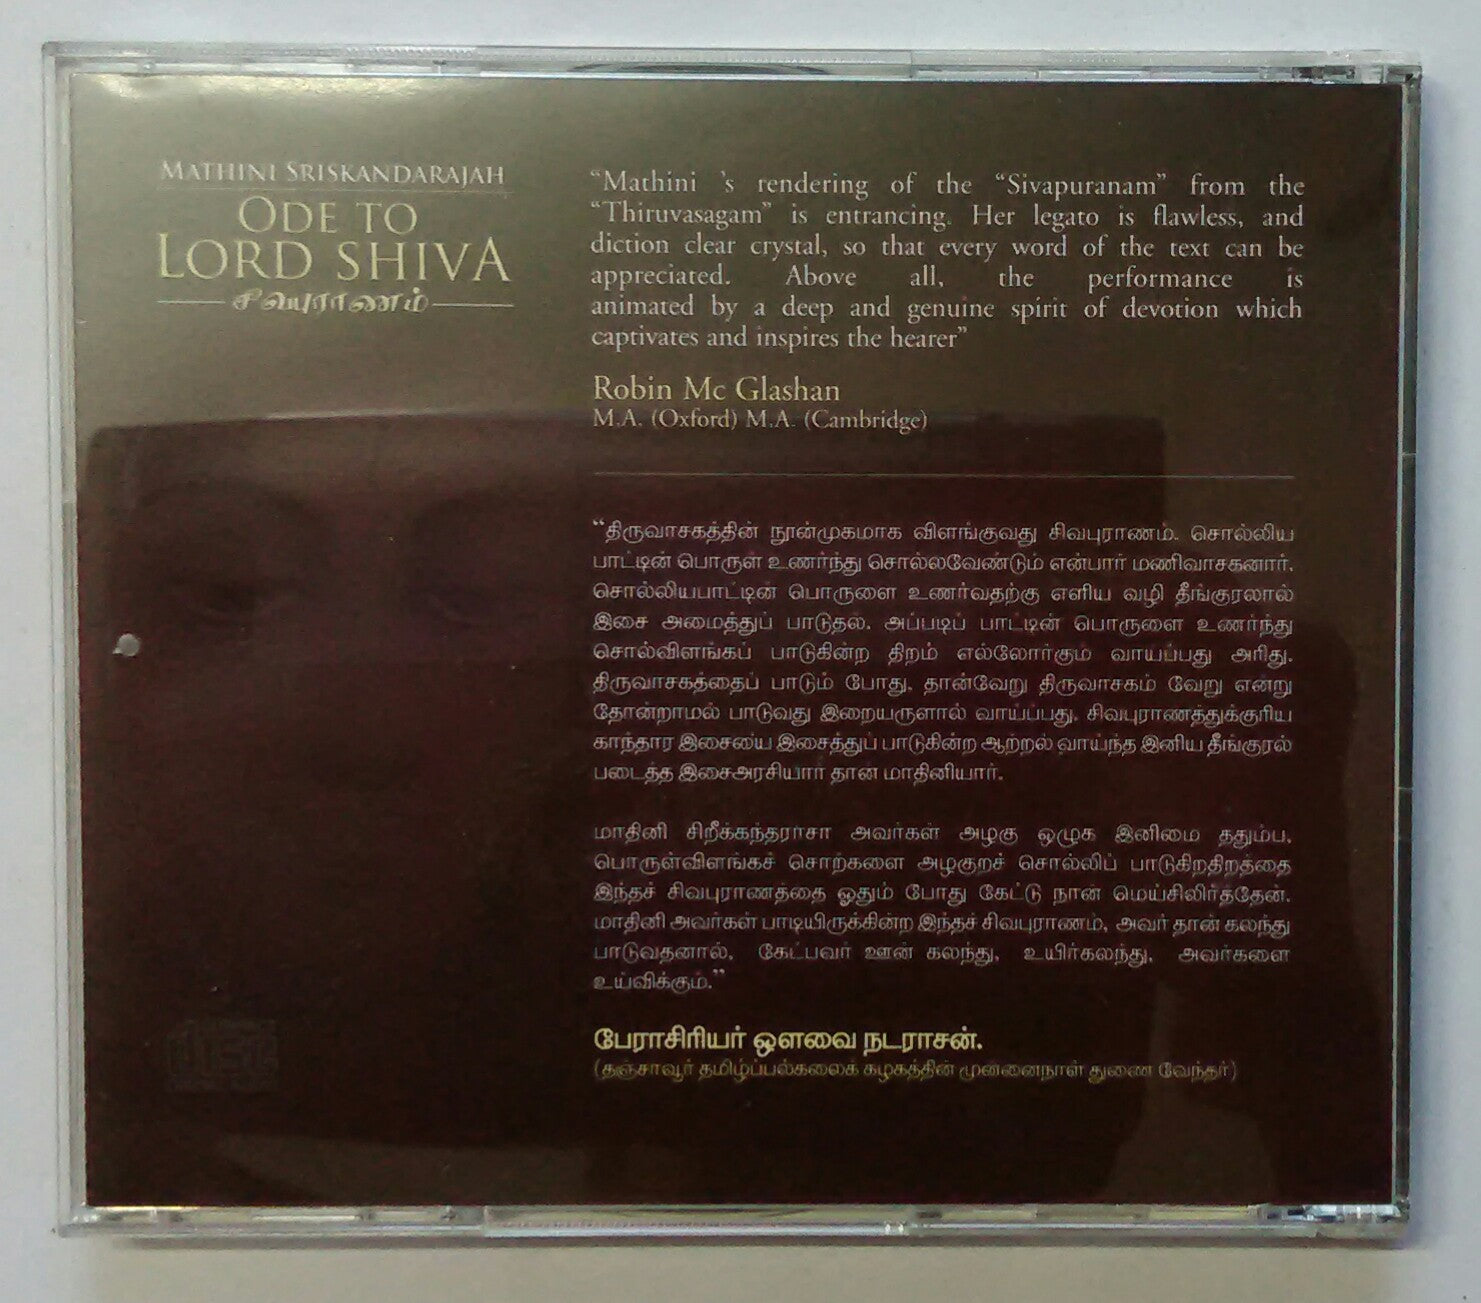 MATHINI SRISKANDARAJAH
ODE TO
LORD SHIVA
சிவபுராணம்
“Mathini 's rendering of the “Sivapuranam” from the
“Thiruvasagam” is entrancing. Her legato is flawless, and
diction clear crystal, so that every word of the text can be
appreciated. Above all, the performance is
animated by a deep and genuine spirit of devotion which
captivates and inspires the hearer”
Robin Mc Glashan
M.A. (Oxford) M.A. (Cambridge)
“திருவாசகத்தின் நூன்முகமாக விளங்குவது சிவபுராணம். சொல்லிய
பாட்டின் பொருள் உணர்ந்து சொல்லவேண்டும் என்பார் மணிவாசகனார்.
சொல்லியபாட்டின் பொருளை உணர்வதற்கு எளிய வழி தீங்குரலால்
இசை அமைத்துப் பாடுதல். அப்படிப் பாட்டின் பொருளை உணர்ந்து
சொல்விளங்கப் பாடுகின்ற திறம் எல்லோர்கும் வாயப்பது அரிது.
திருவாசகத்தைப் பாடும் போது, தான்வேறு திருவாசகம் வேறு என்று
தோன்றாமல் பாடுவது இறையருளால் வாய்ப்பது. சிவபுராணத்துக்குரிய
காந்தார இசையை இசைத்துப் பாடுகின்ற ஆற்றல் வாய்ந்த இனிய தீங்குரல்
படைத்த இசைஅரசியார் தான் மாதினியார்.
மாதினி சிறீக்கந்தராசா அவர்கள் அழகு ஒழுக இனிமை ததும்ப,
பொருள்விளங்கச் சொற்களை அழகுறச் சொல்லிப் பாடுகிறதிறத்தை
இந்தச் சிவபுராணத்தை ஓதும் போது கேட்டு நான் மெய்சிலிர்த்தேன்.
மாதினி அவர்கள் பாடியிருக்கின்ற இந்தச் சிவபுராணம், அவர் தான் கலந்து
பாடுவதனால், கேட்பவர் ஊன் கலந்து, உயிர்கலந்து, அவர்களை
உய்விக்கும்.”
பேராசிரியர் ஔவை நடராசன்.
(தஞ்சாவூர் தமிழ்ப்பல்கலைக் கழகத்தின் முன்னைநாள் துணை வேந்தர்)